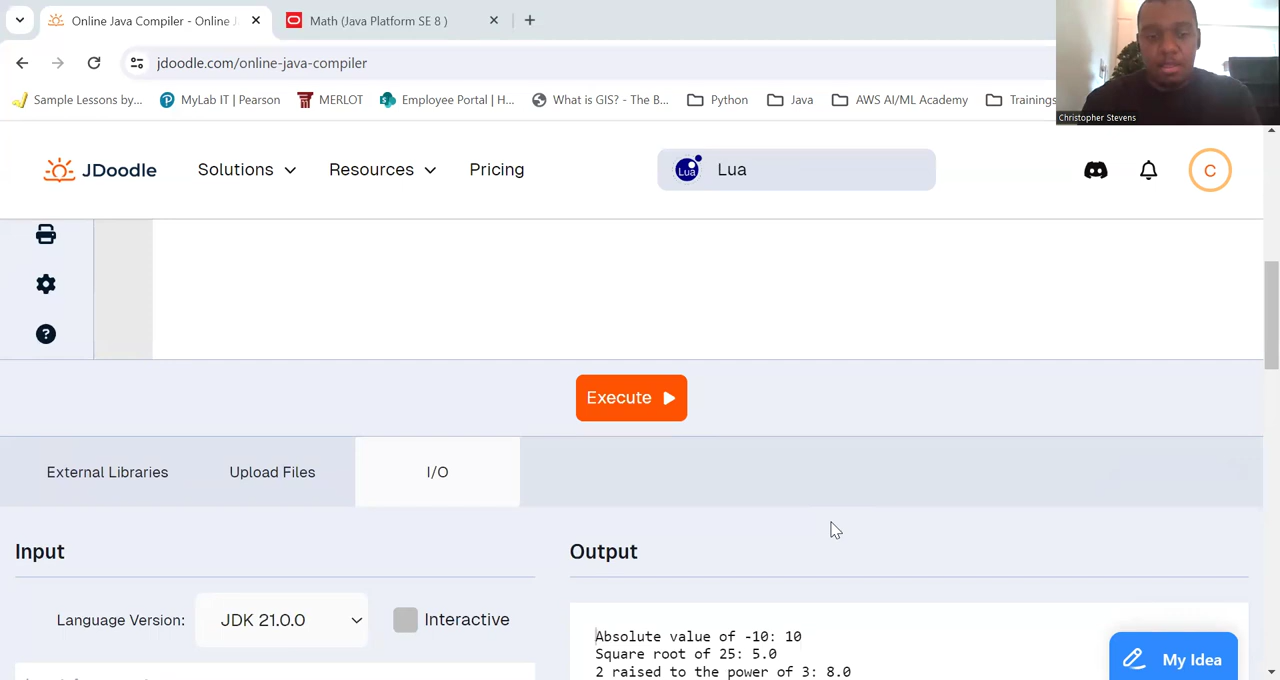 Online Java Compiler - Online J
Math (Java Platform SE 8 )
jdoodle.com/online-java-compiler
Sample Lessons by...
MyLab IT | Pearson
MERLOT
Employee Portal | H...
What is GIS? - The B...
Python
Java
AWS AI/ML Academy
Trainings
Christopher Stevens
JDoodle
Solutions
Resources
Pricing
Lua
Lua
C
Execute
External Libraries
Upload Files
I/O
Input
Output
Language Version:
JDK 21.0.0
Interactive
Absolute value of -10: 10
Square root of 25: 5.0
2 raised to the power of 3: 8.0
My Idea